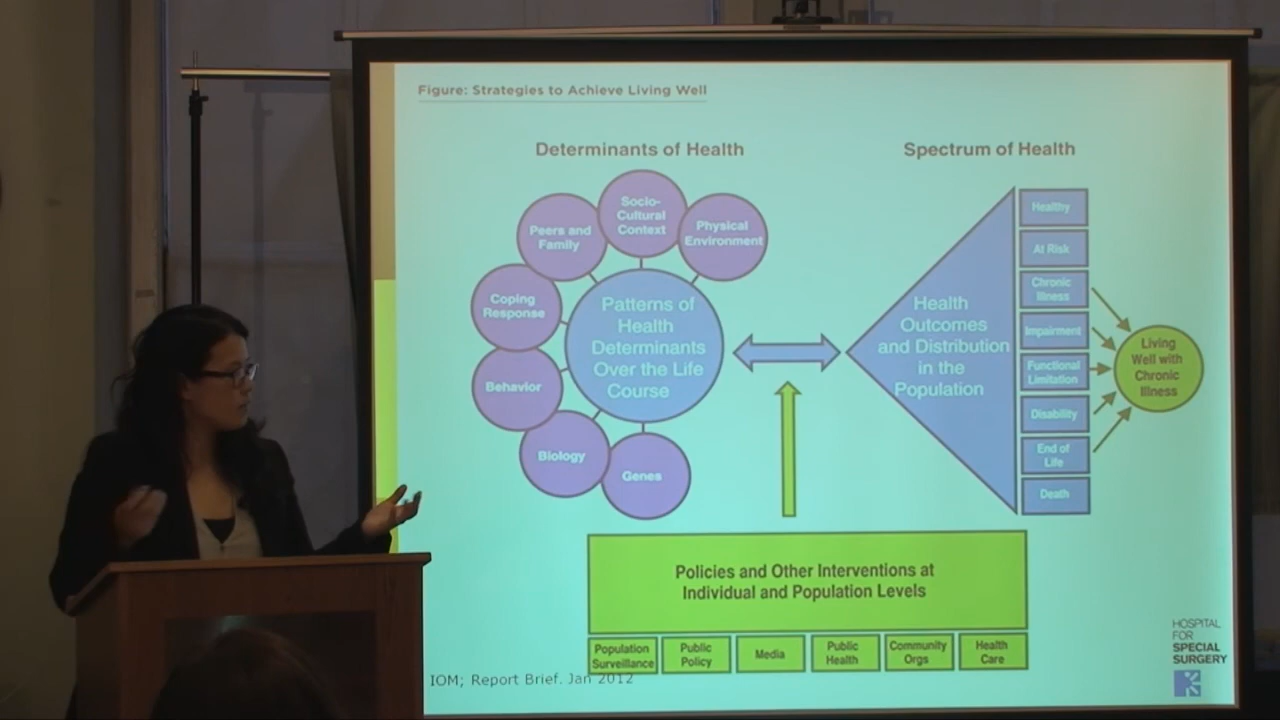 Figure: Strategies to Achieve Living Well
Determinants of Health
Spectrum of Health
Socio-
Cultural
Context
Peers and
Family
Physical
Environment
Coping
Response
Behavior
Biology
Genes
Patterns of
Health
Determinants
Over the Life
Course
Health
Outcomes
and Distribution
in the
Population
Healthy
At Risk
Chronic
Illness
Impairment
Functional
Limitation
Disability
End of
Life
Death
Living
Well with
Chronic
Illness
Policies and Other Interventions at
Individual and Population Levels
Population
Surveillance
Public
Policy
Media
Public
Health
Community
Orgs
Health
Care
IOM; Report Brief. Jan 2012
HOSPITAL
FOR
SPECIAL
SURGERY